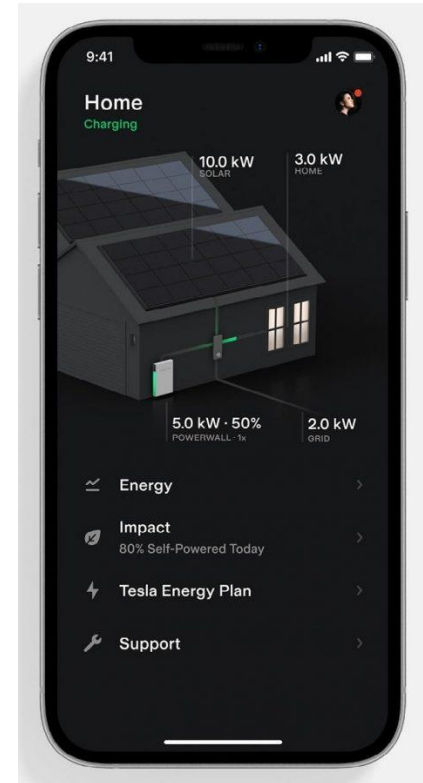 9:41
Home
Charging
10.0 kW
SOLAR
3.0 kW
HOME
5.0 kW · 50%
POWERWALL · 1x
2.0 kW
GRID
Energy
Impact
80% Self-Powered Today
Tesla Energy Plan
Support